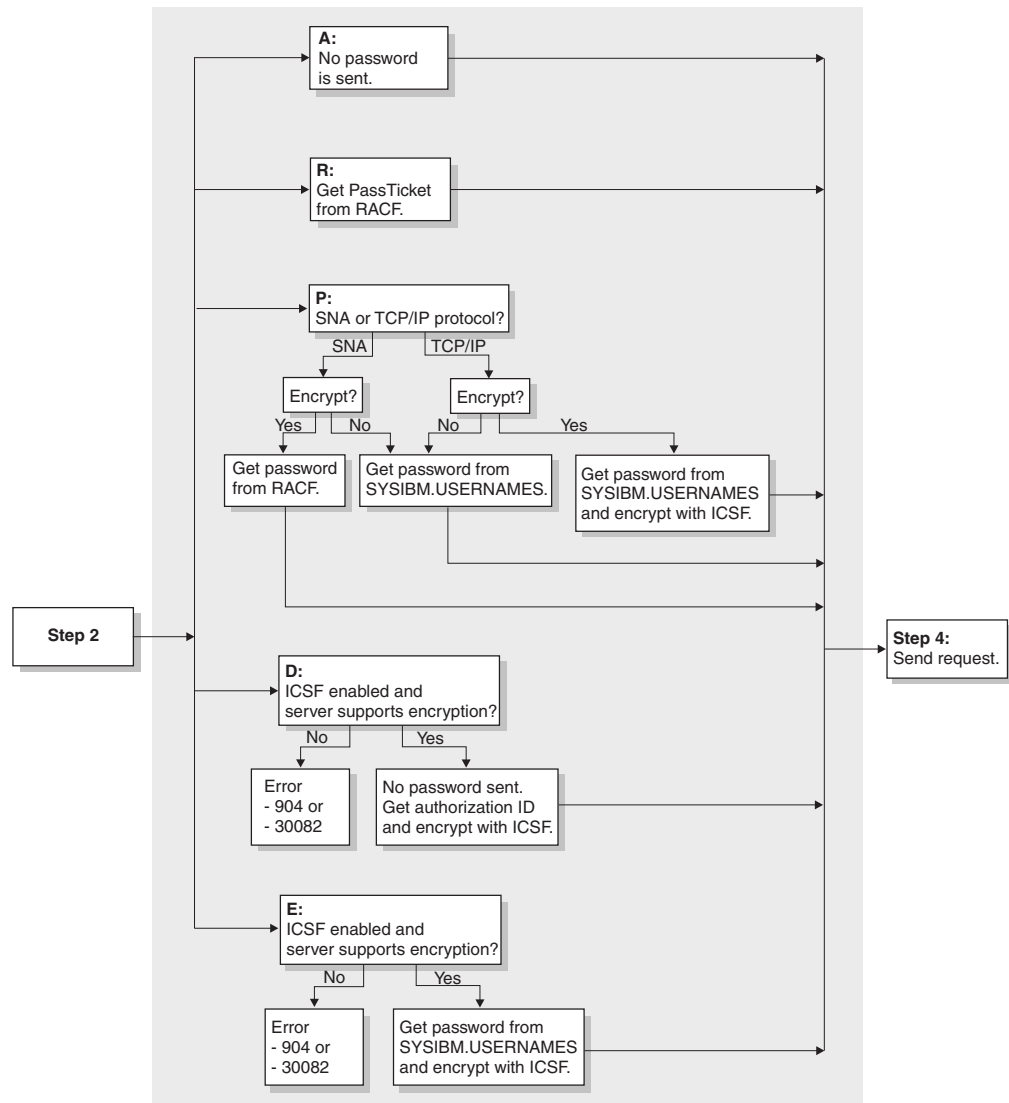 A:
No password
is sent.
R:
Get PassTicket
from RACF.
P:
SNA or TCP/IP protocol?
SNA
TCP/IP
Encrypt?
Encrypt?
Yes
No
No
Yes
Get password
from RACF.
Get password from
SYSIBM.USERNAMES.
Get password from
SYSIBM.USERNAMES
and encrypt with ICSF.
Step 2
Step 4:
Send request.
D:
ICSF enabled and
server supports encryption?
No
Yes
Error
- 904 or
- 30082
No password sent.
Get authorization ID
and encrypt with ICSF.
E:
ICSF enabled and
server supports encryption?
No
Yes
Error
- 904 or
- 30082
Get password from
SYSIBM.USERNAMES
and encrypt with ICSF.